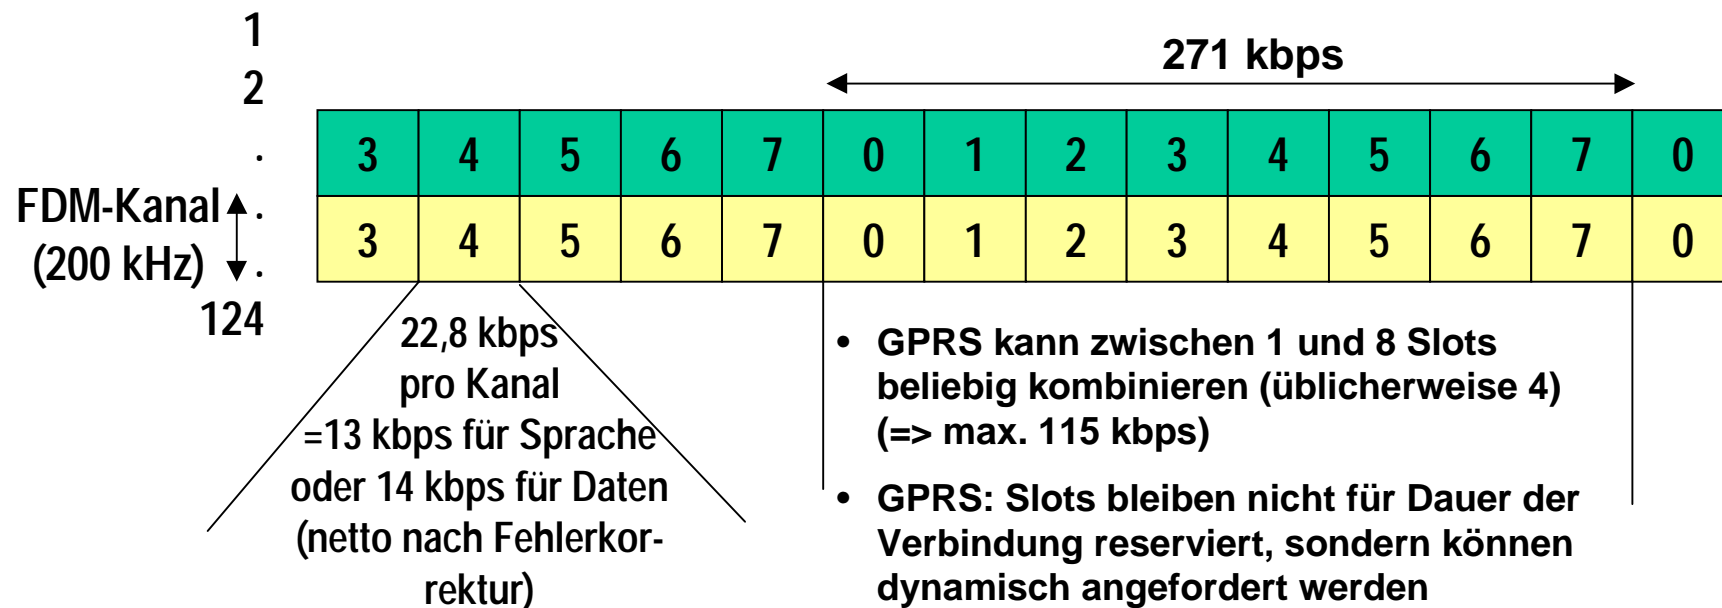 1
2
271 kbps
.
3 4 5 6 7 0 1 2 3 4 5 6 7 0
FDM-Kanal .
(200 kHz) .
3 4 5 6 7 0 1 2 3 4 5 6 7 0
124
22,8 kbps
pro Kanal
=13 kbps für Sprache
oder 14 kbps für Daten
(netto nach Fehlerkor-
rektur)
• GPRS kann zwischen 1 und 8 Slots
beliebig kombinieren (üblicherweise 4)
(=> max. 115 kbps)
• GPRS: Slots bleiben nicht für Dauer der
Verbindung reserviert, sondern können
dynamisch angefordert werden